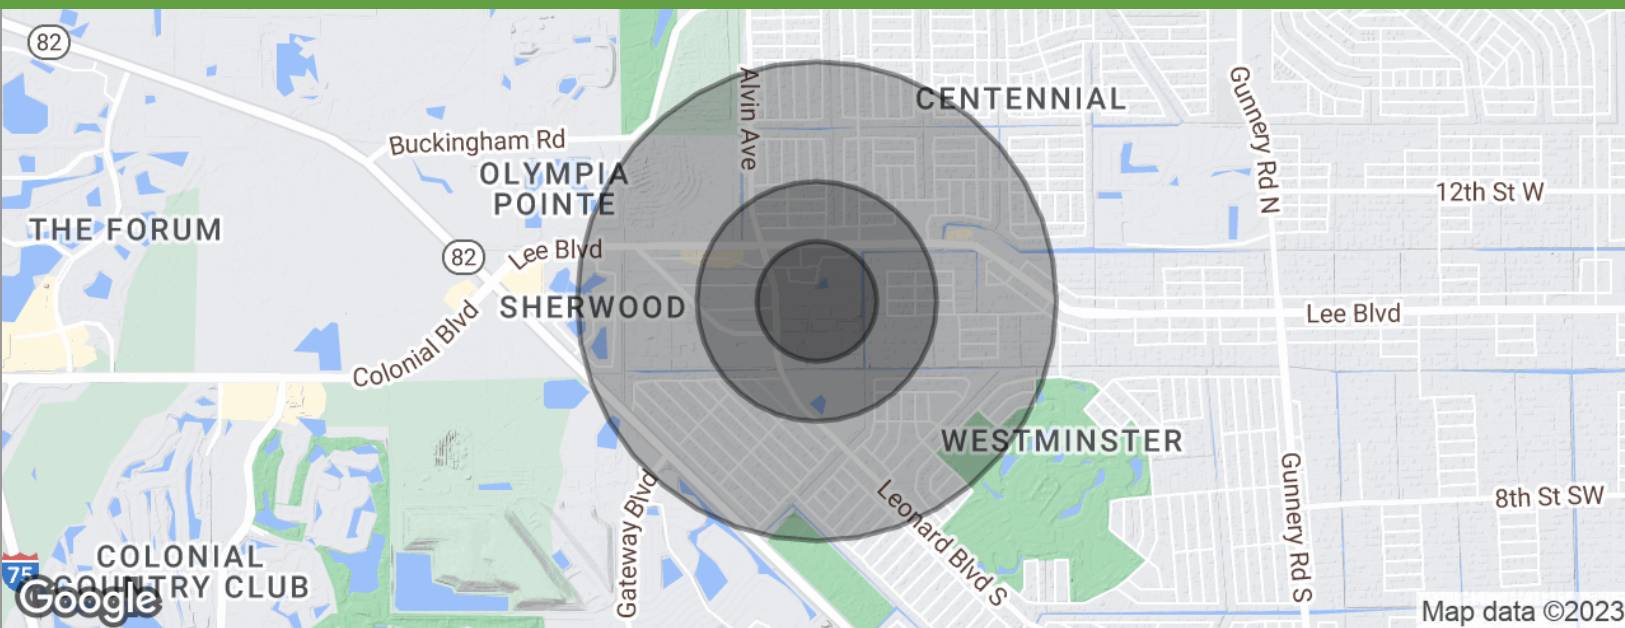 82
Alvin Ave
CENTENNIAL
Gunnery Rd N
Buckingham Rd
OLYMPIA
POINTE
12th St W
THE FORUM
82
Lee Blvd
SHERWOOD
Lee Blvd
Colonial Blvd
WESTMINSTER
Gunnery Rd S
8th St SW
Leonard Blvd S
Gateway Blvd
COLONIAL
COUNTRY CLUB
75
Google
Map data ©2023